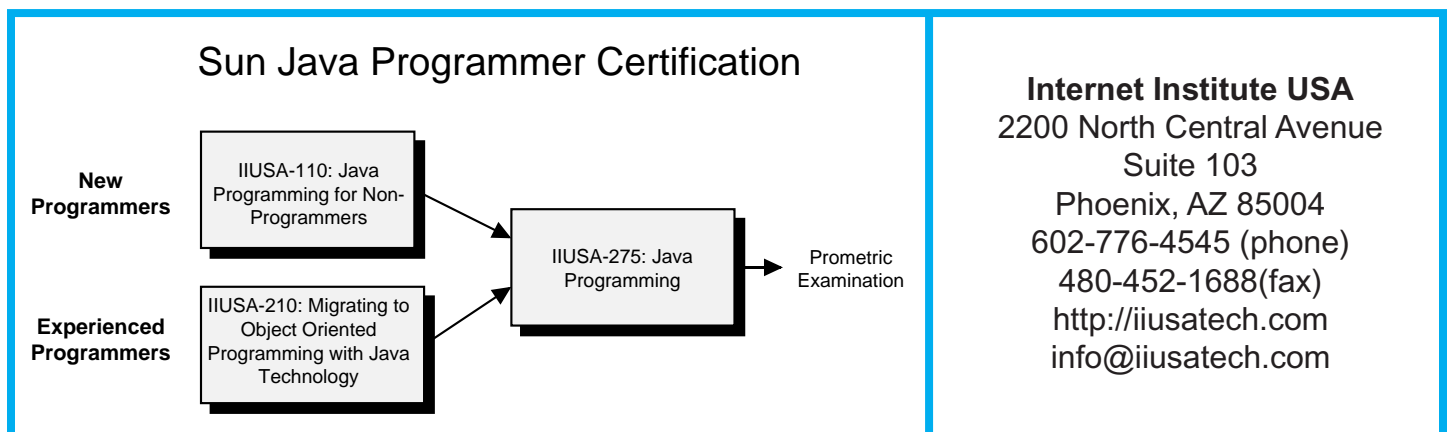 Sun Java Programmer Certification
New
Programmers
IIUSA-110: Java
Programming for Non-
Programmers
Experienced
Programmers
IIUSA-210: Migrating to
Object Oriented
Programming with Java
Technology
IIUSA-275: Java
Programming
Prometric
Examination
Internet Institute USA
2200 North Central Avenue
Suite 103
Phoenix, AZ 85004
602-776-4545 (phone)
480-452-1688(fax)
http://iiusatech.com
info@iiusatech.com